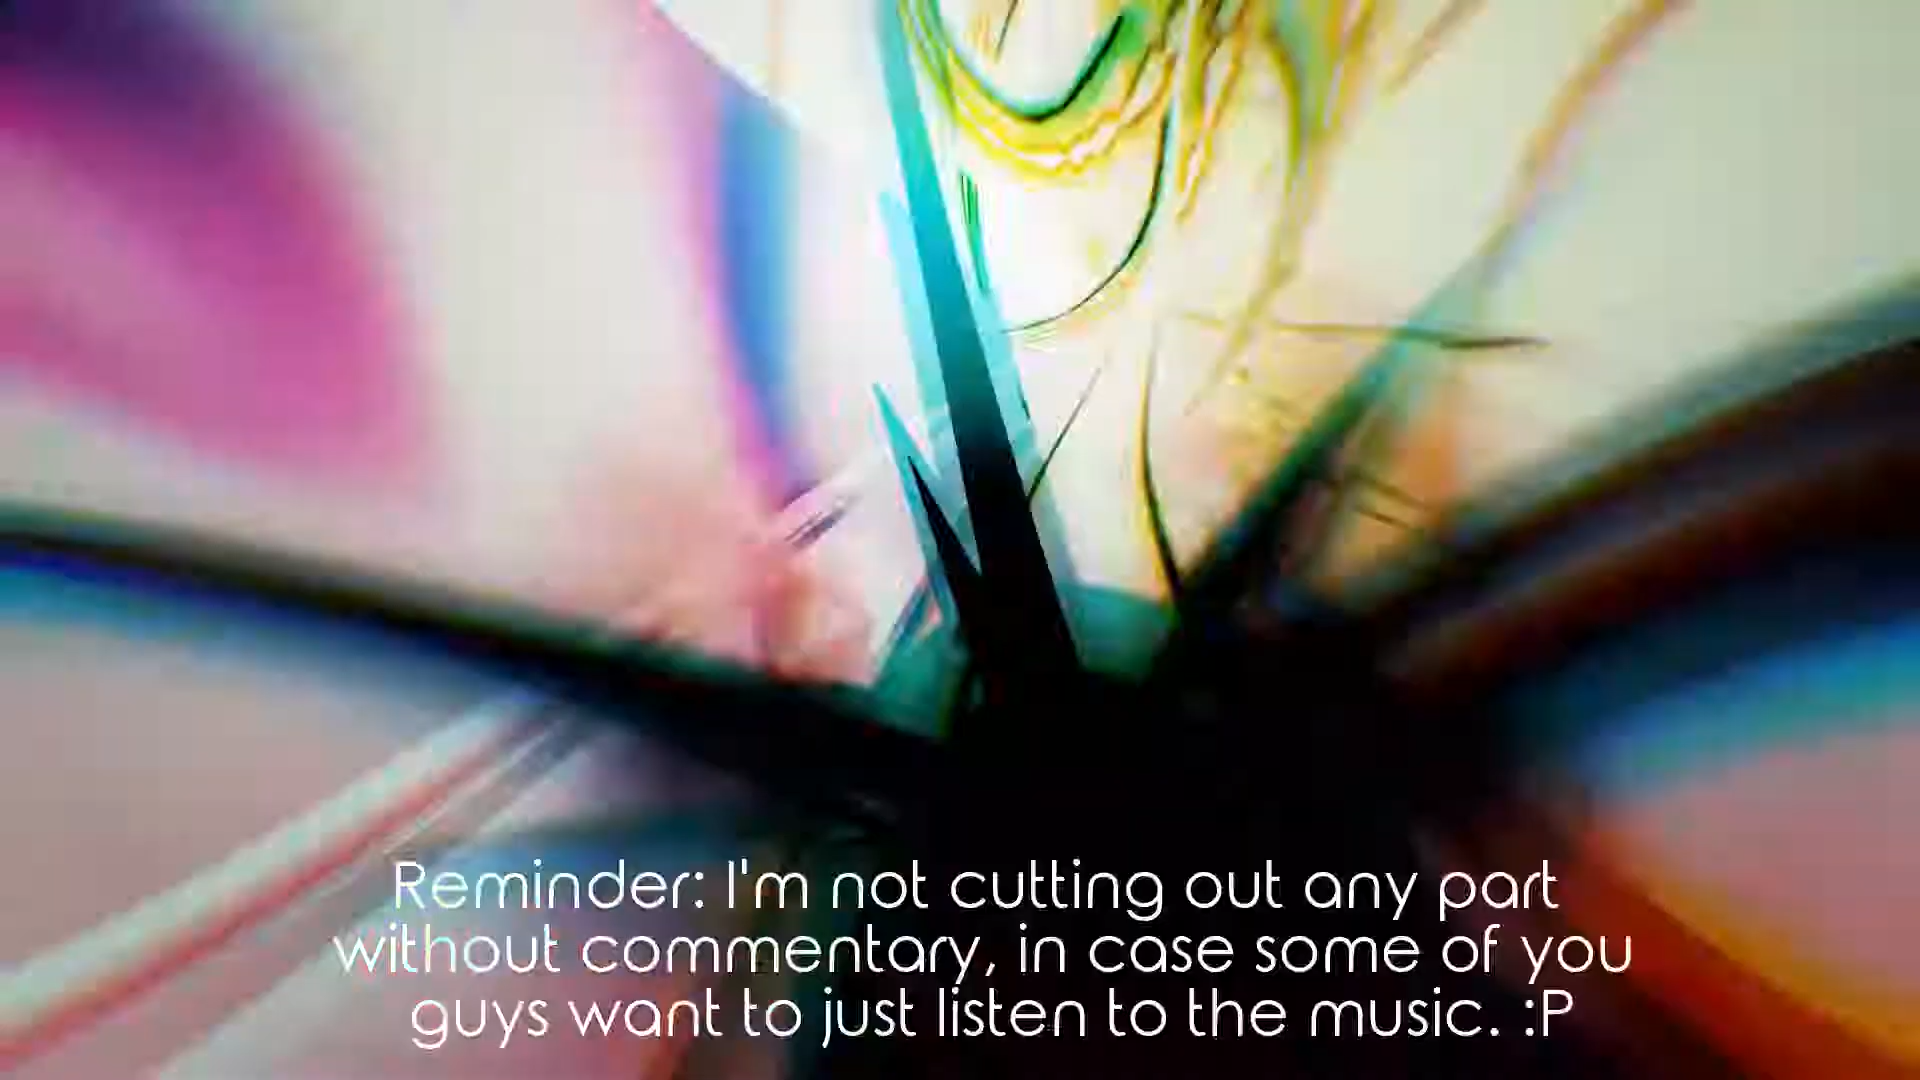 Reminder: I'm not cutting out any part
without commentary, in case some of you
guys want to just listen to the music. :P